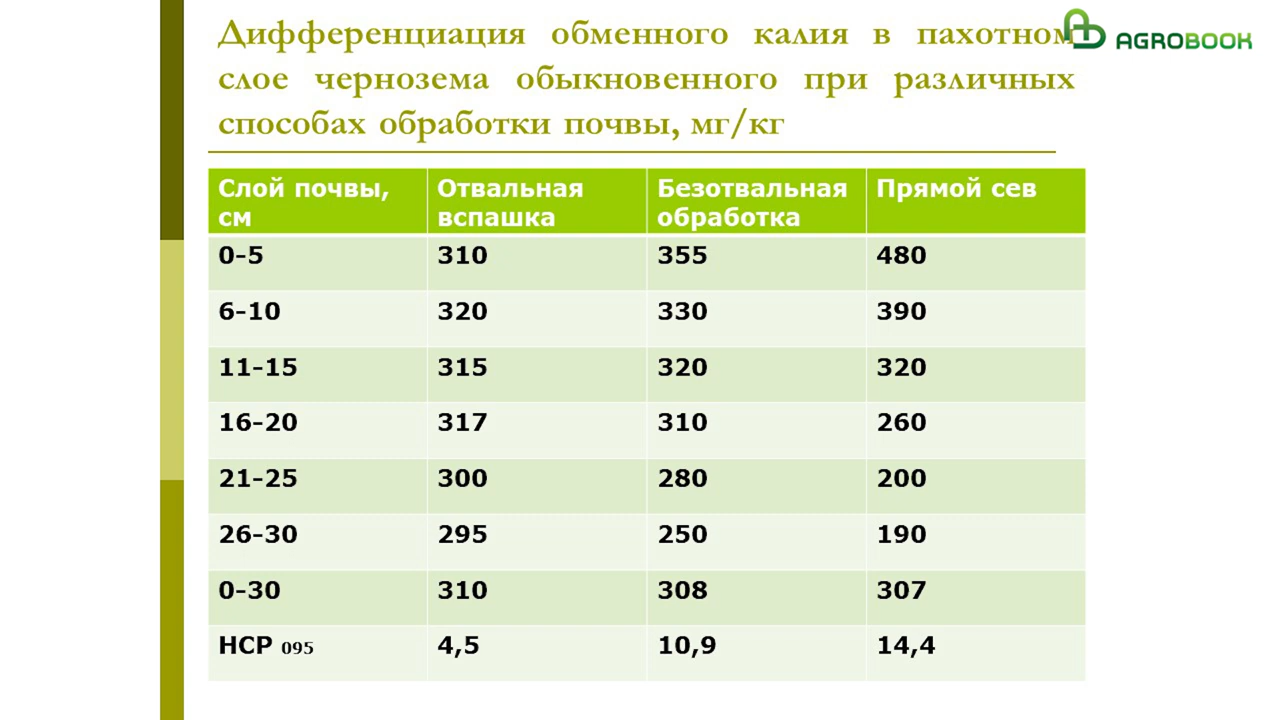 Дифференциация обменного калия в пахотном
слое чернозема обыкновенного при различных
способах обработки почвы, мг/кг
AGROBOOK
Слой почвы, см Отвальная вспашка Безотвальная обработка Прямой сев
0-5 310 355 480
6-10 320 330 390
11-15 315 320 320
16-20 317 310 260
21-25 300 280 200
26-30 295 250 190
0-30 310 308 307
НСР 095 4,5 10,9 14,4